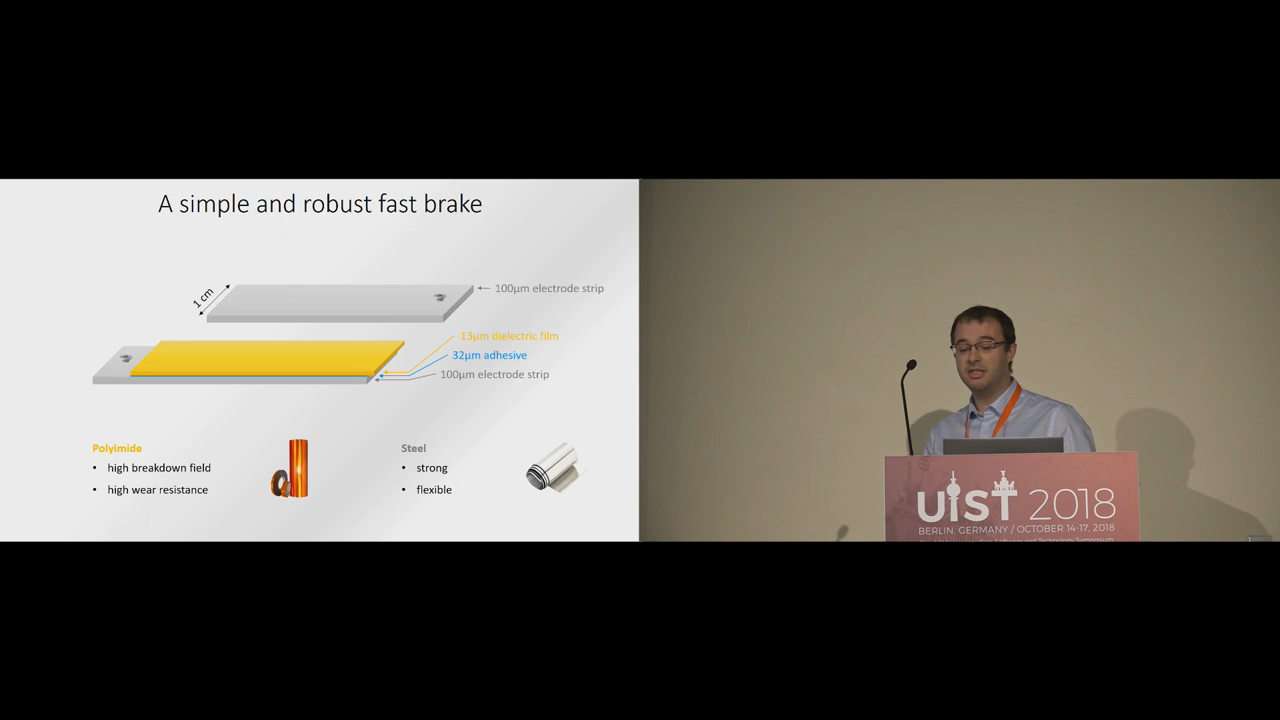 A simple and robust fast brake
1 cm
100µm electrode strip
13µm dielectric film
32µm adhesive
100µm electrode strip
Polyimide
• high breakdown field
• high wear resistance
Steel
• strong
• flexible
UIST 2018
BERLIN, GERMANY / OCTOBER 14-17, 2018